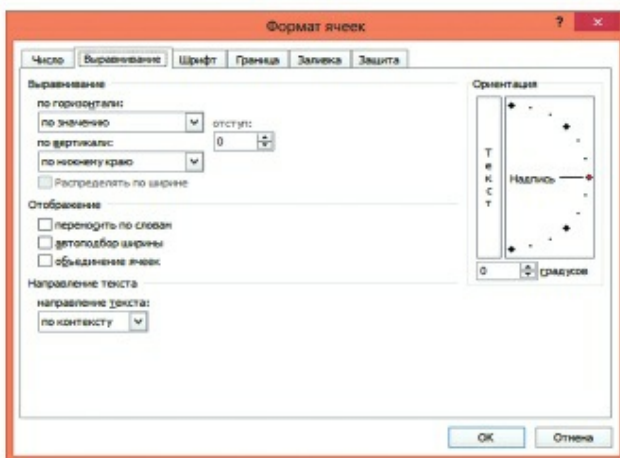 Формат ячеек
? ×
Число Выравнивание Шрифт Граница Заливка Защита
Выравнивание
по горизонтали:
по значению
отступ:
0
по вертикали:
по нижнему краю
Распределять по ширине
Отображение
переносить по словам
автоподбор ширины
объединение ячеек
Направление текста
направление текста:
по контексту
Ориентация
Текст
Надпись
0 градусов
ОК Отмена